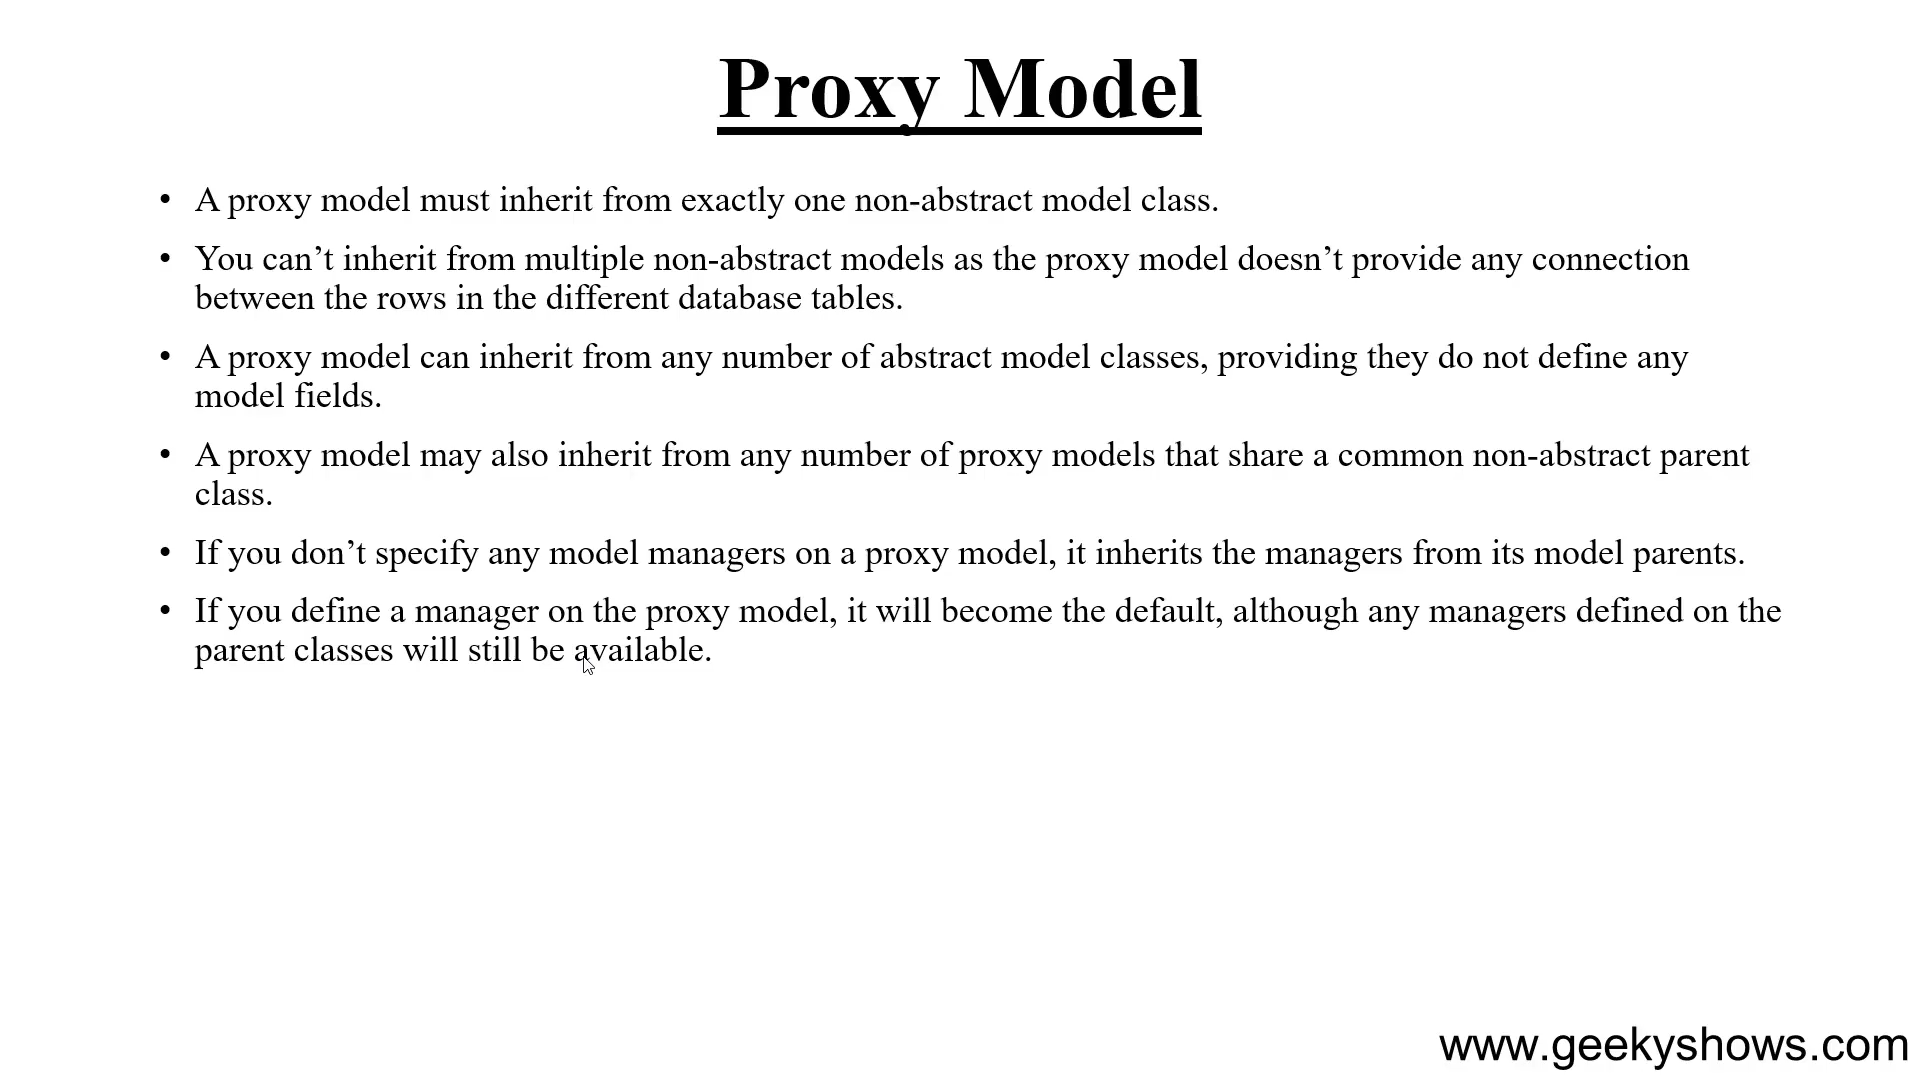 Proxy Model
• A proxy model must inherit from exactly one non-abstract model class.
• You can’t inherit from multiple non-abstract models as the proxy model doesn’t provide any connection
between the rows in the different database tables.
• A proxy model can inherit from any number of abstract model classes, providing they do not define any
model fields.
• A proxy model may also inherit from any number of proxy models that share a common non-abstract parent
class.
• If you don’t specify any model managers on a proxy model, it inherits the managers from its model parents.
• If you define a manager on the proxy model, it will become the default, although any managers defined on the
parent classes will still be available.
www.geekyshows.com